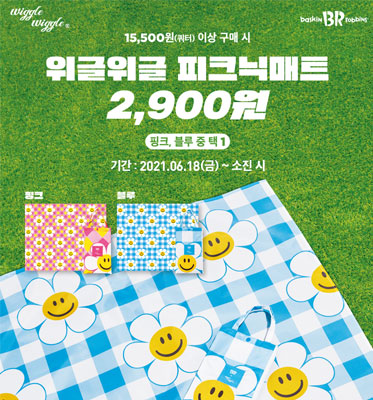 wiggle wiggle®
baskin BR robbins
15,500원(쿼터) 이상 구매 시
위글위글 피크닉매트
2,900원
핑크, 블루 중 택 1
기간 : 2021.06.18(금) ~ 소진 시
핑크
블루